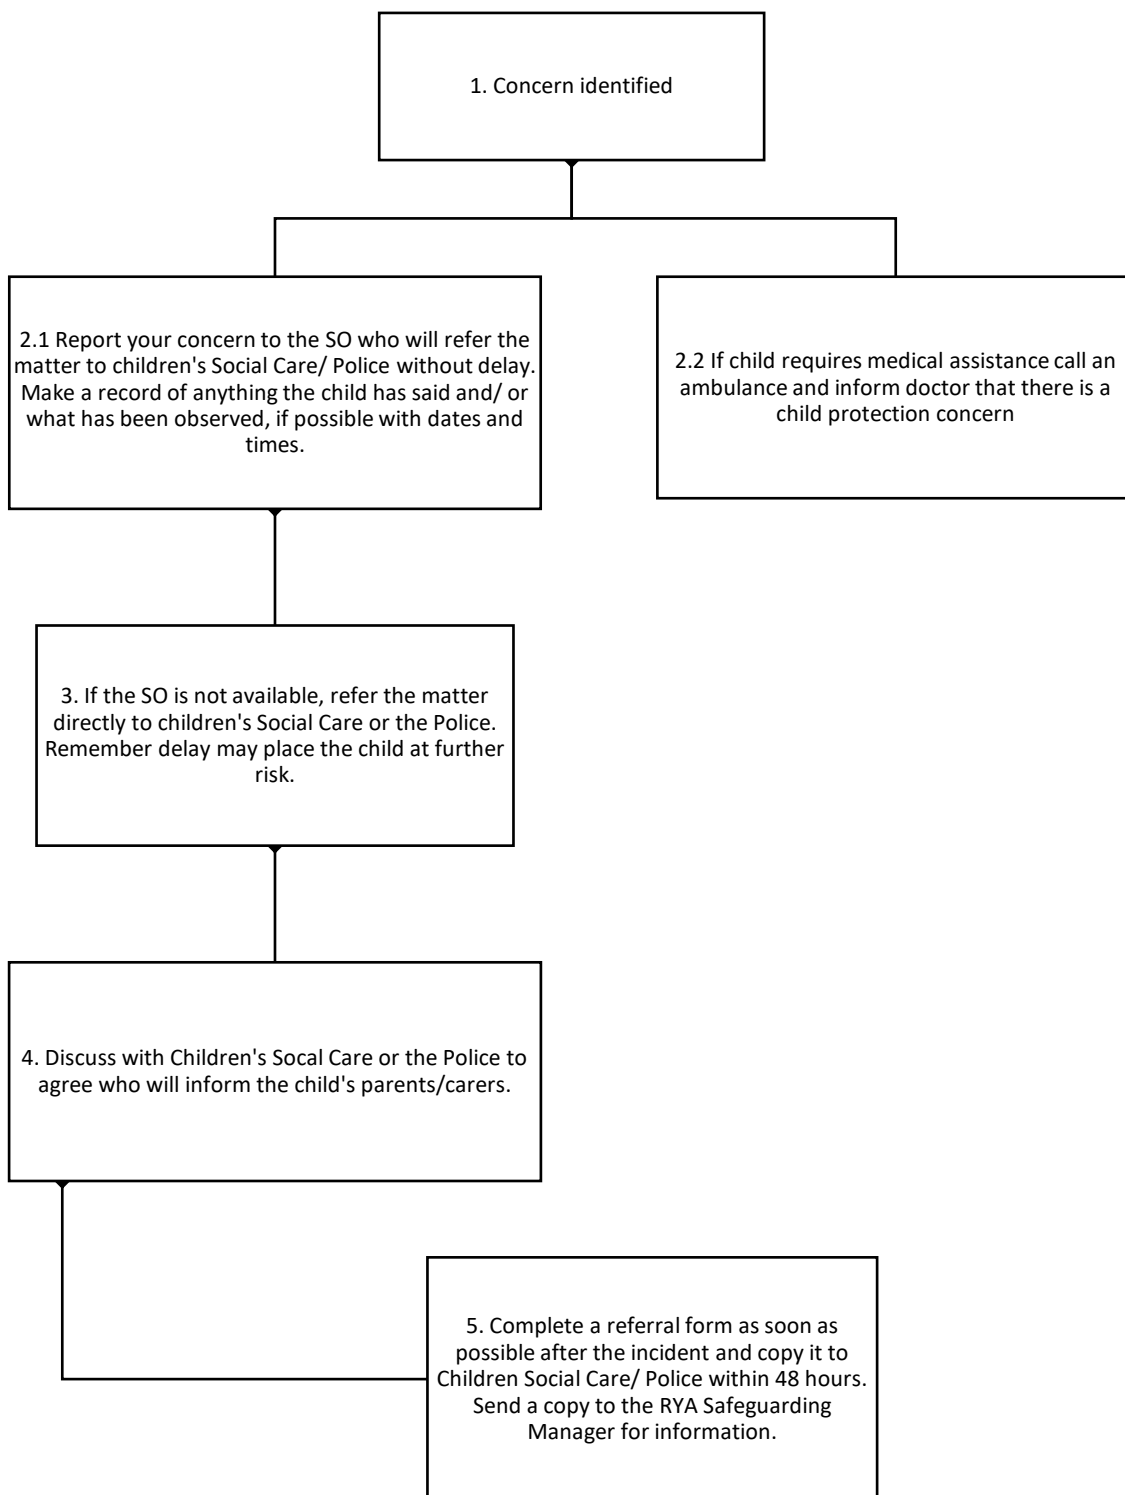 1. Concern identified
2.1 Report your concern to the SO who will refer the
matter to children's Social Care/ Police without delay.
Make a record of anything the child has said and/ or
what has been observed, if possible with dates and
times.
2.2 If child requires medical assistance call an
ambulance and inform doctor that there is a
child protection concern
3. If the SO is not available, refer the matter
directly to children's Social Care or the Police.
Remember delay may place the child at further
risk.
4. Discuss with Children's Socal Care or the Police to
agree who will inform the child's parents/carers.
5. Complete a referral form as soon as
possible after the incident and copy it to
Children Social Care/ Police within 48 hours.
Send a copy to the RYA Safeguarding
Manager for information.